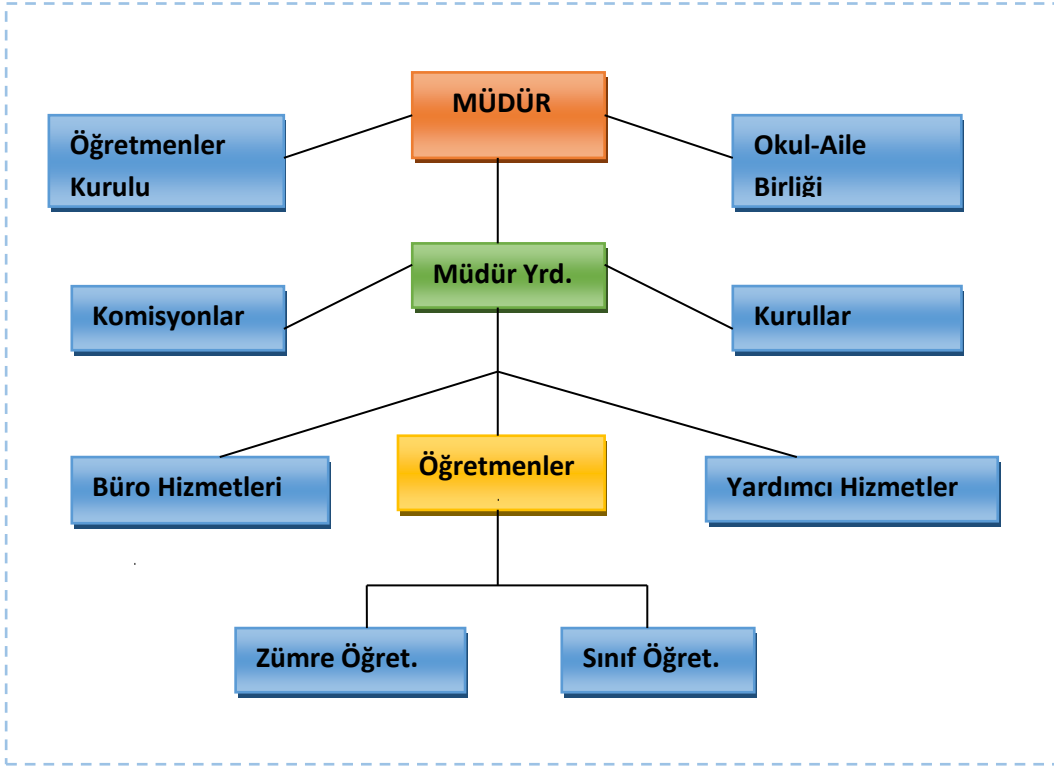 MÜDÜR
Öğretmenler
Kurulu
Okul-Aile
Birliği
Müdür Yrd.
Komisyonlar
Kurullar
Öğretmenler
Büro Hizmetleri
Yardımcı Hizmetler
Zümre Öğret.
Sınıf Öğret.